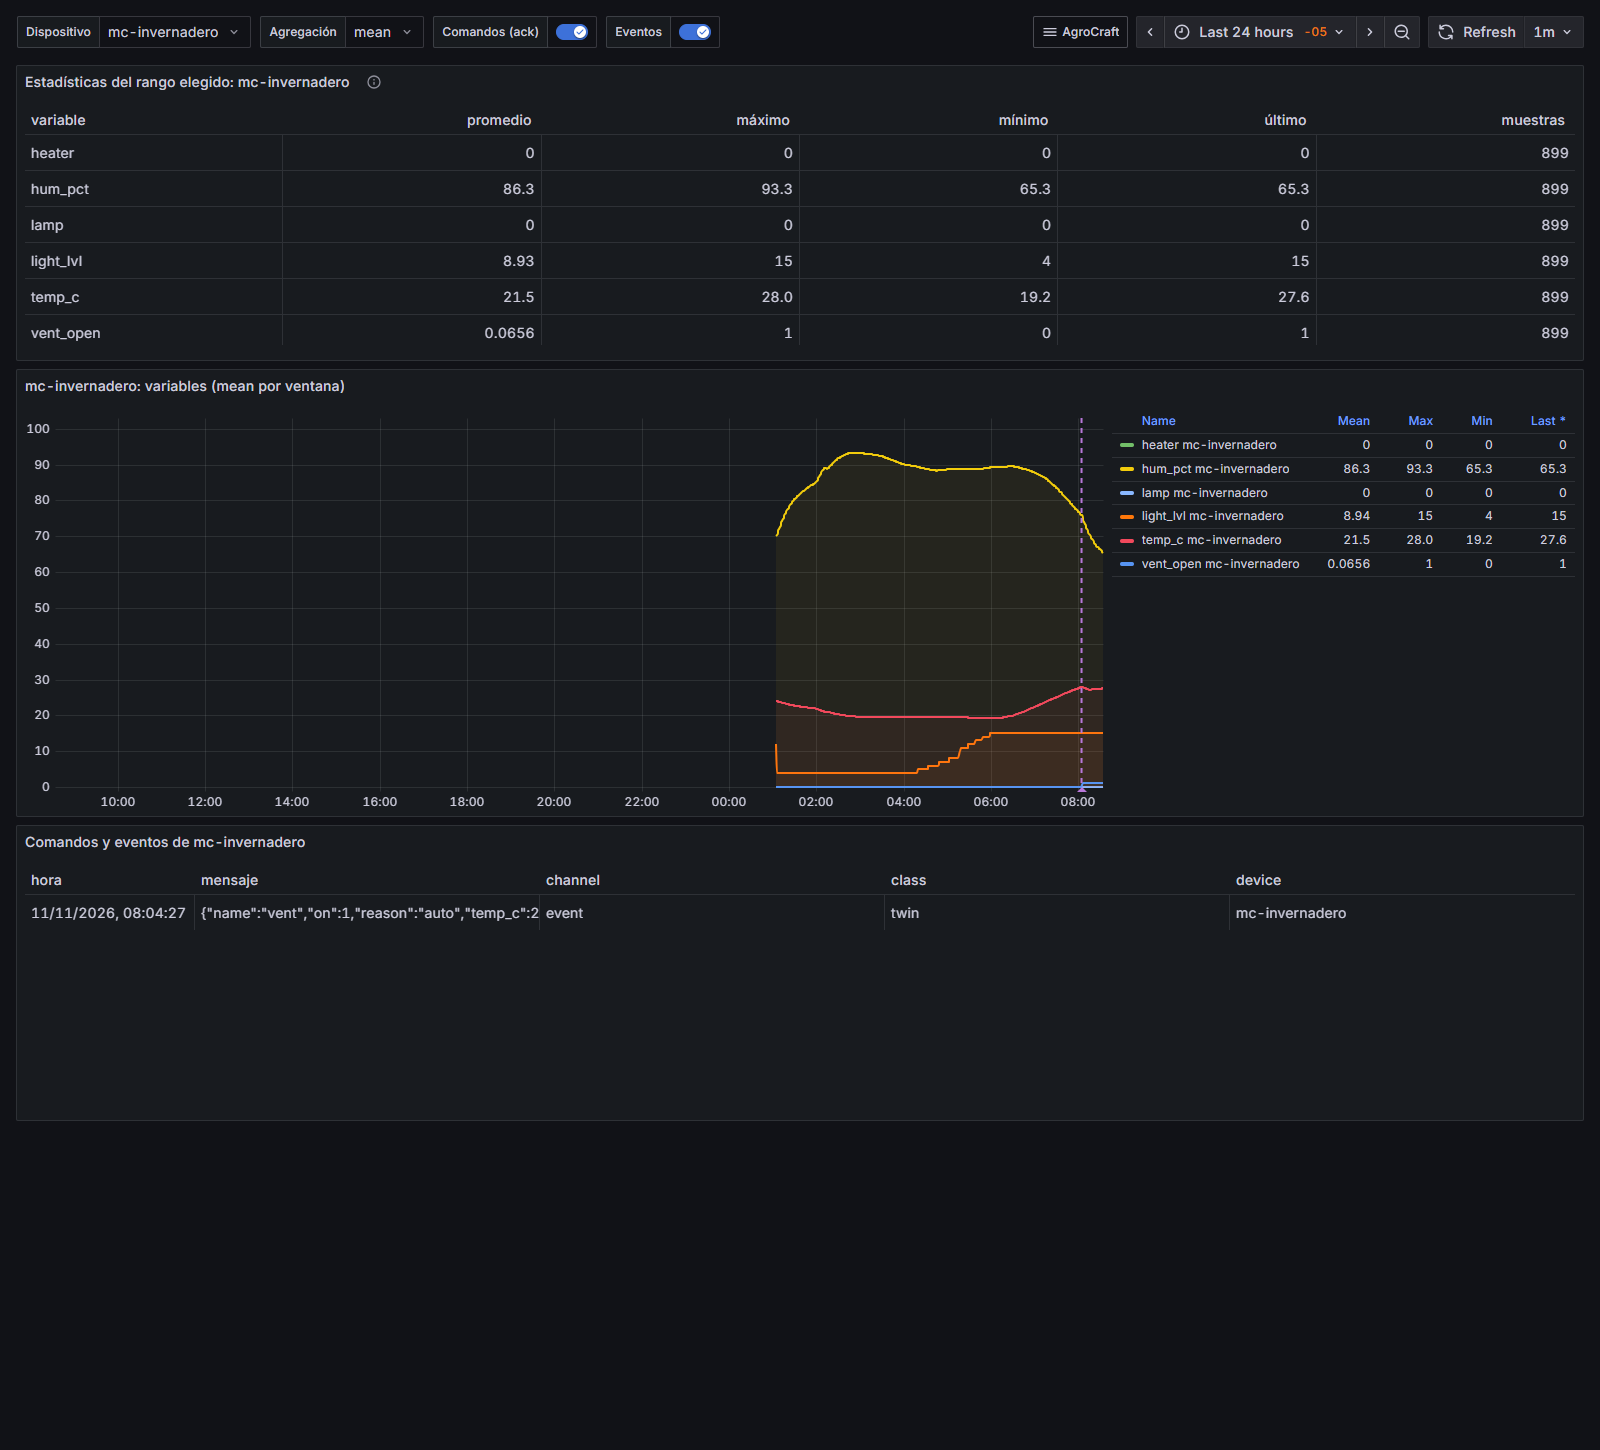 Dispositivo mc-invernadero Agregación mean Comandos (ack) Eventos AgroCraft Last 24 hours -05 Refresh 1m
Estadísticas del rango elegido: mc-invernadero
variable promedio máximo mínimo último muestras
heater 0 0 0 0 899
hum_pct 86.3 93.3 65.3 65.3 899
lamp 0 0 0 0 899
light_lvl 8.93 15 4 15 899
temp_c 21.5 28.0 19.2 27.6 899
vent_open 0.0656 1 0 1 899
mc-invernadero: variables (mean por ventana)
100
90
80
70
60
50
40
30
20
10
0
10:00 12:00 14:00 16:00 18:00 20:00 22:00 00:00 02:00 04:00 06:00 08:00
Name Mean Max Min Last *
heater mc-invernadero 0 0 0 0
hum_pct mc-invernadero 86.3 93.3 65.3 65.3
lamp mc-invernadero 0 0 0 0
light_lvl mc-invernadero 8.94 15 4 15
temp_c mc-invernadero 21.5 28.0 19.2 27.6
vent_open mc-invernadero 0.0656 1 0 1
Comandos y eventos de mc-invernadero
hora mensaje channel class device
11/11/2026, 08:04:27 {"name":"vent","on":1,"reason":"auto","temp_c":2 event twin mc-invernadero